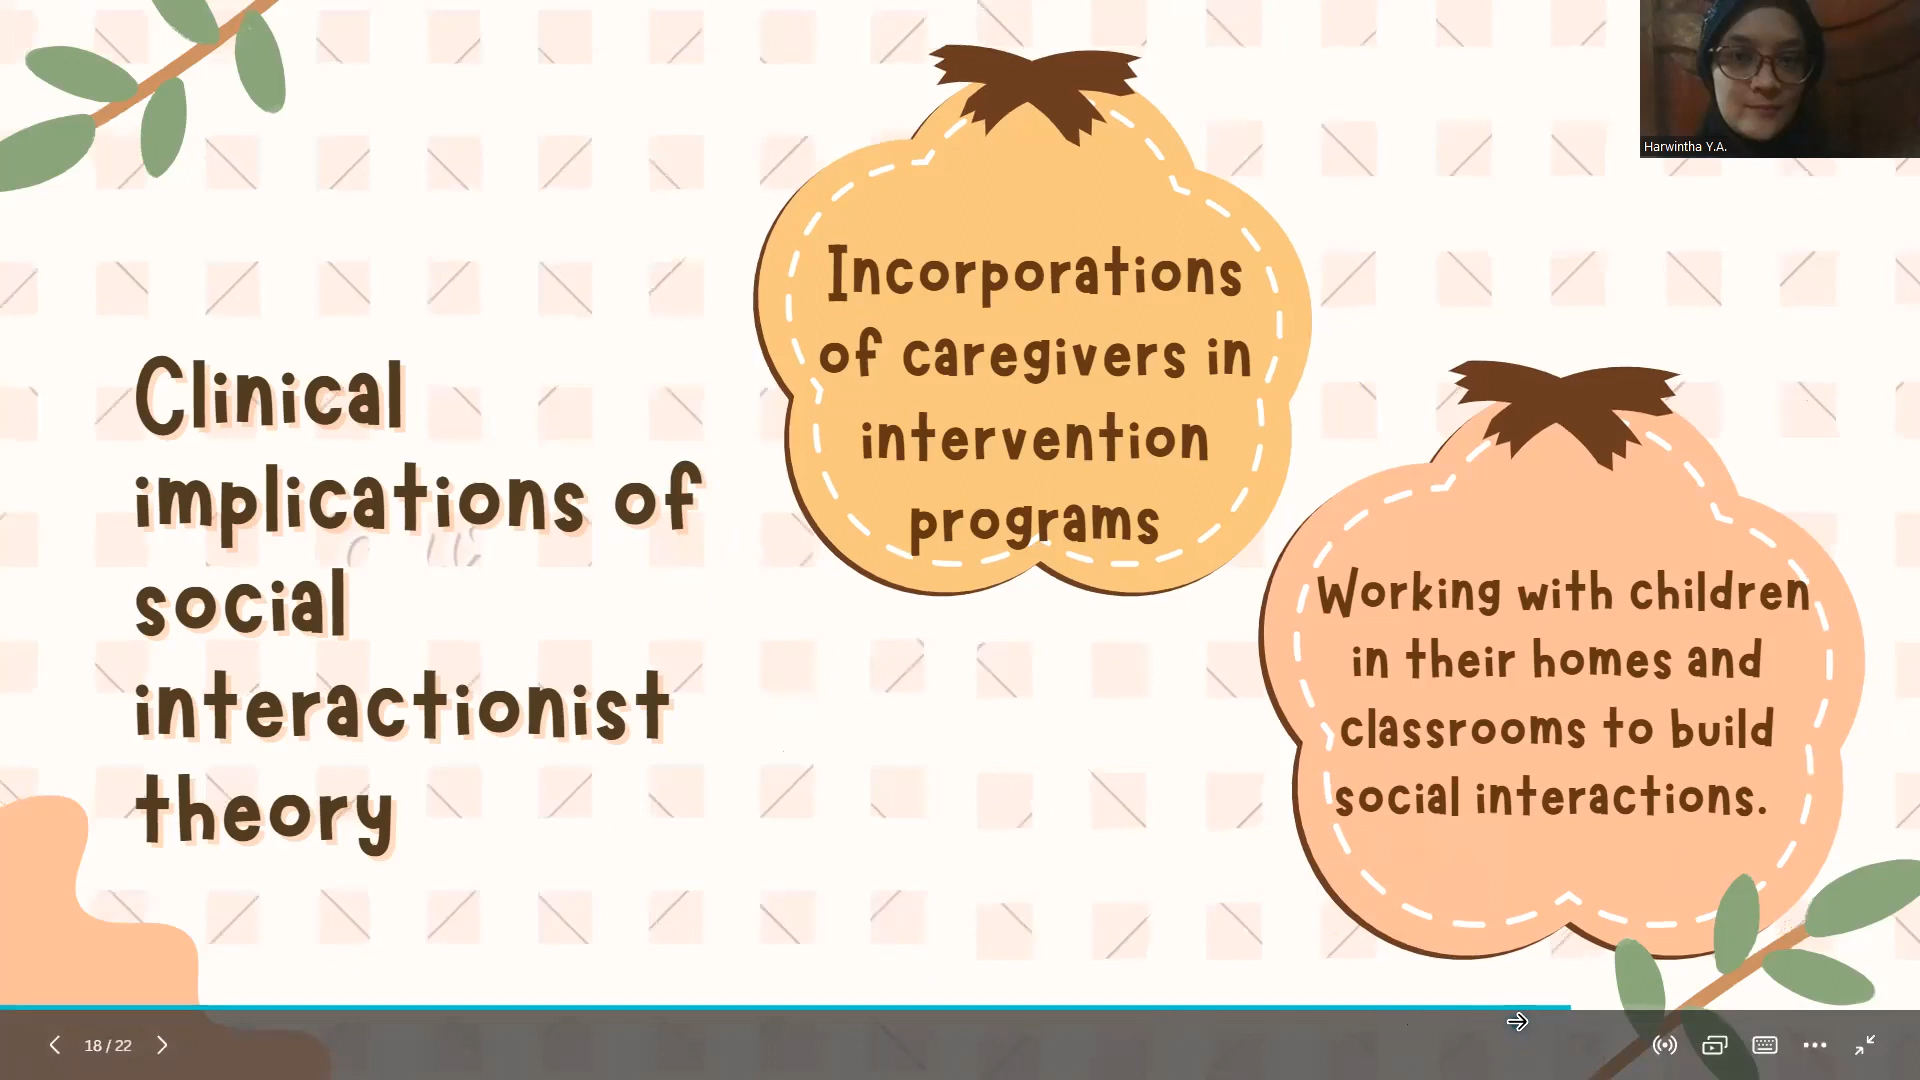 Clinical
implications of
social
interactionist
theory
Incorporations
of caregivers in
intervention
programs
Working with children
in their homes and
classrooms to build
social interactions.
Harwintha Y.A.
18 / 22